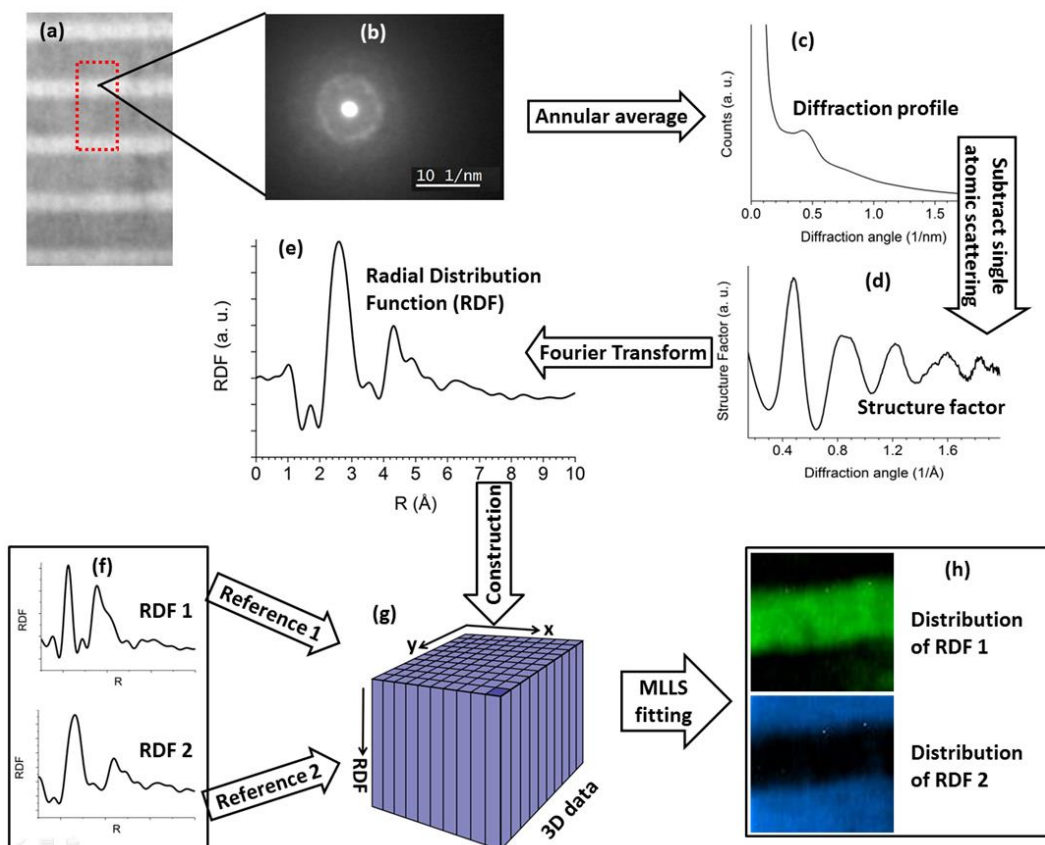 (a)
(b)
10 1/nm
Annular average
(c)
Diffraction profile
Counts (a. u.)
0.0 0.5 1.0 1.5
Diffraction angle (1/nm)
Subtract single
atomic scattering
(d)
Structure factor
Structure Factor (a. u.)
0.4 0.8 1.2 1.6
Diffraction angle (1/Å)
Fourier Transform
(e)
Radial Distribution
Function (RDF)
RDF (a. u.)
0 1 2 3 4 5 6 7 8 9 10
R (Å)
Construction
(f)
RDF 1
RDF
R
RDF 2
RDF
R
Reference 1
Reference 2
(g)
x
y
RDF
3D data
MLLS
fitting
(h)
Distribution
of RDF 1
Distribution
of RDF 2